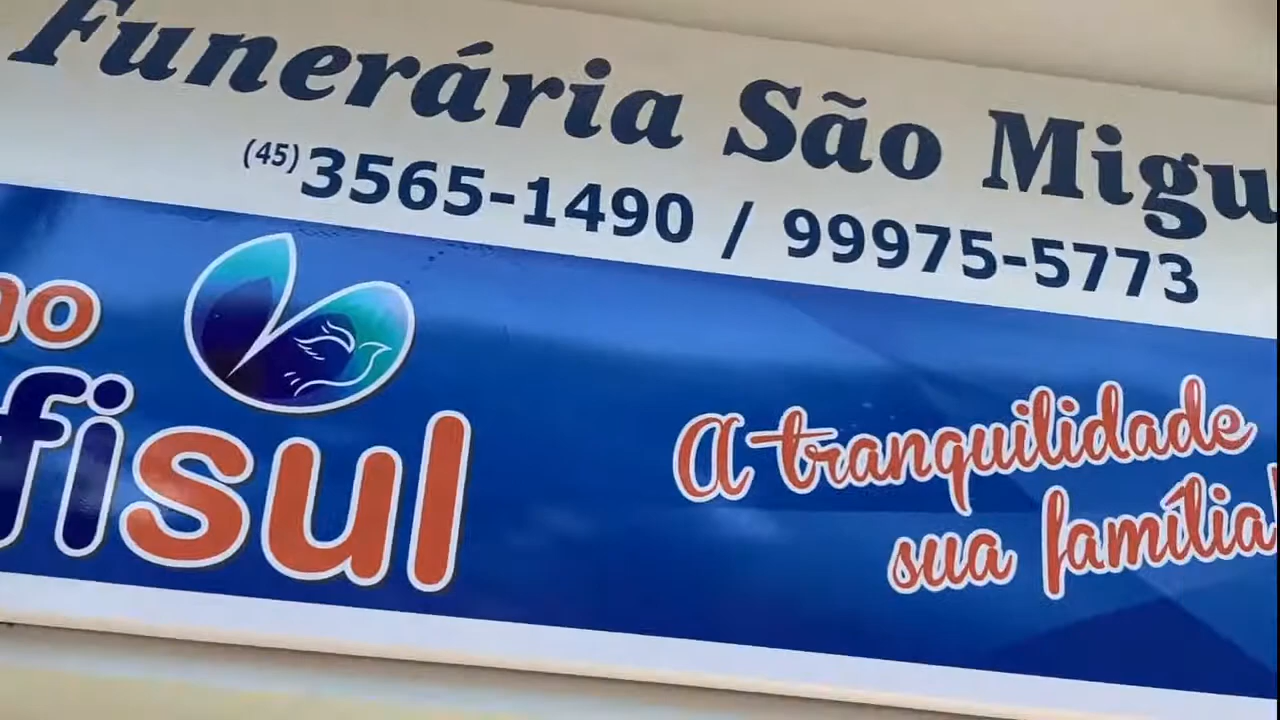 Funerária São Migu
(45) 3565-1490 / 99975-5773
no
fisul
A tranquilidade
sua família!